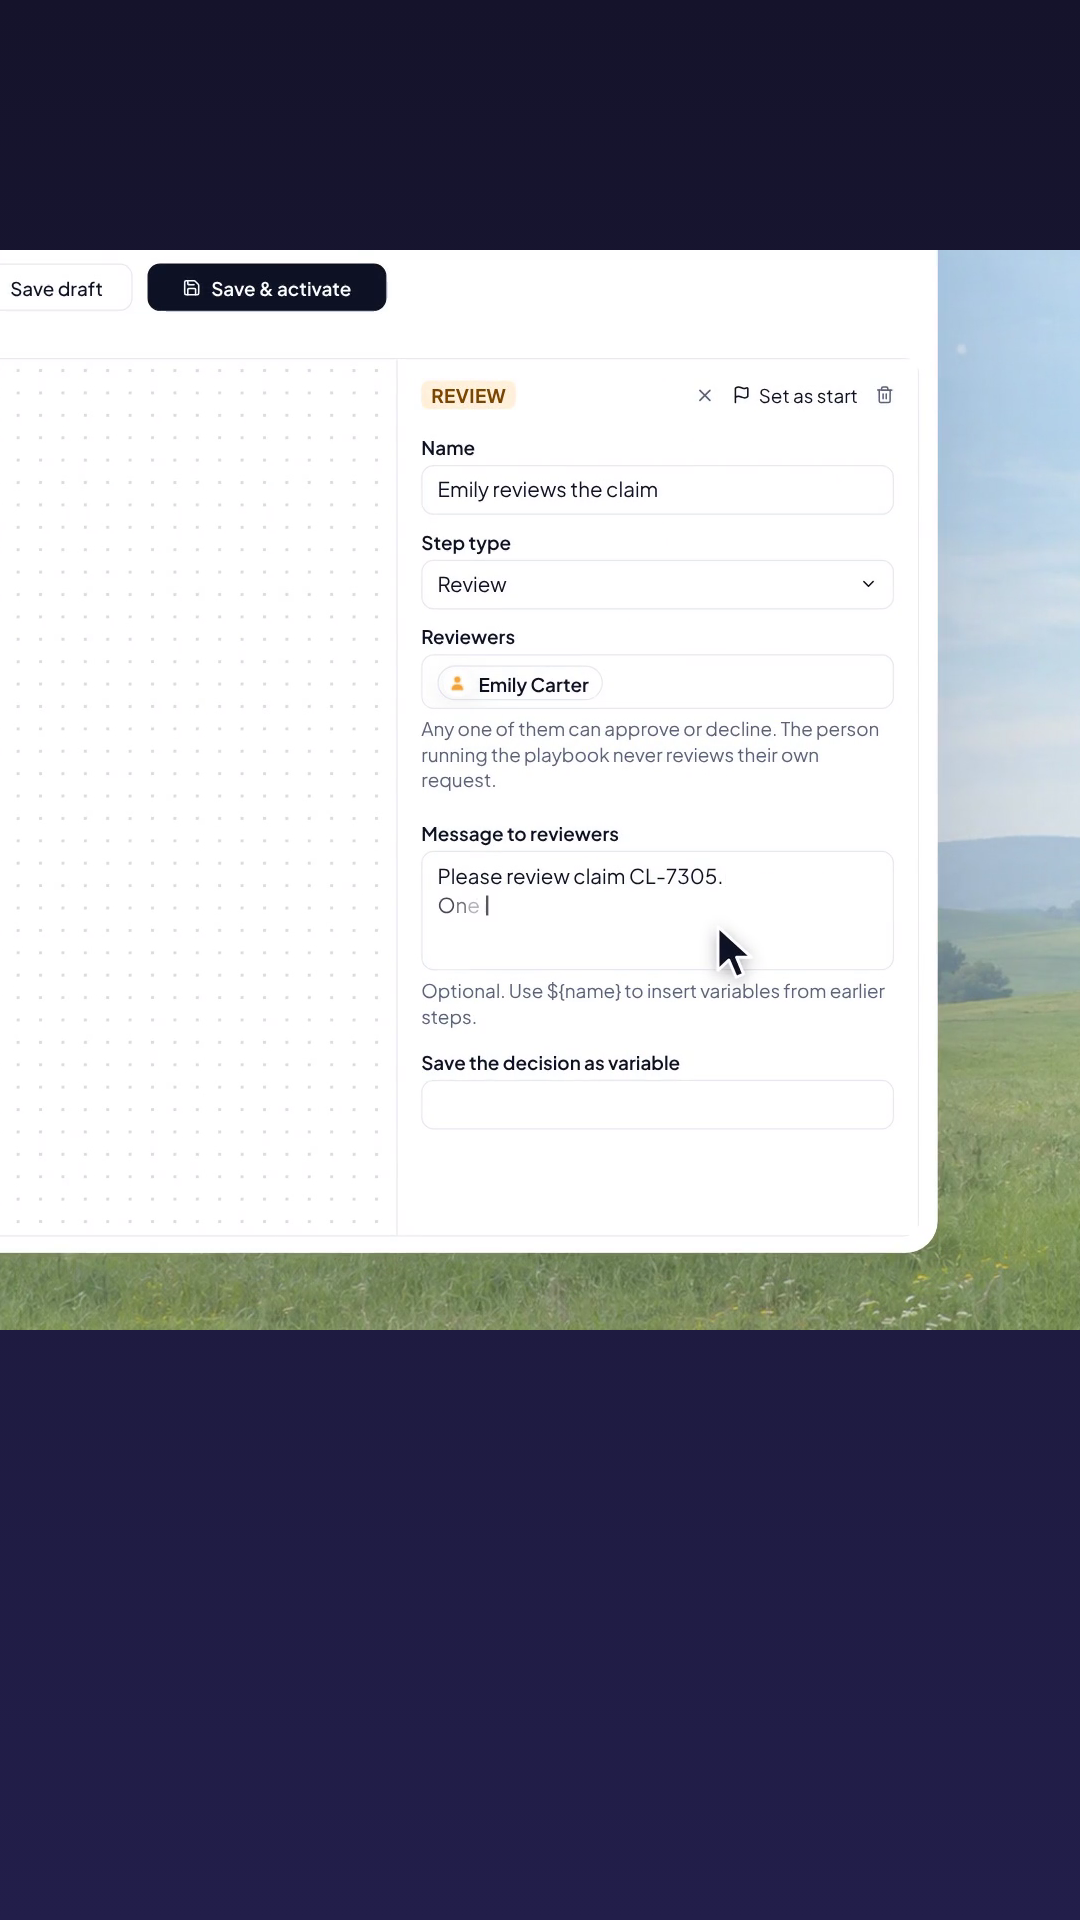 Save draft
Save & activate
REVIEW
Set as start
Name
Emily reviews the claim
Step type
Review
Reviewers
Emily Carter
Any one of them can approve or decline. The person
running the playbook never reviews their own
request.
Message to reviewers
Please review claim CL-7305.
One
Optional. Use ${name} to insert variables from earlier
steps.
Save the decision as variable